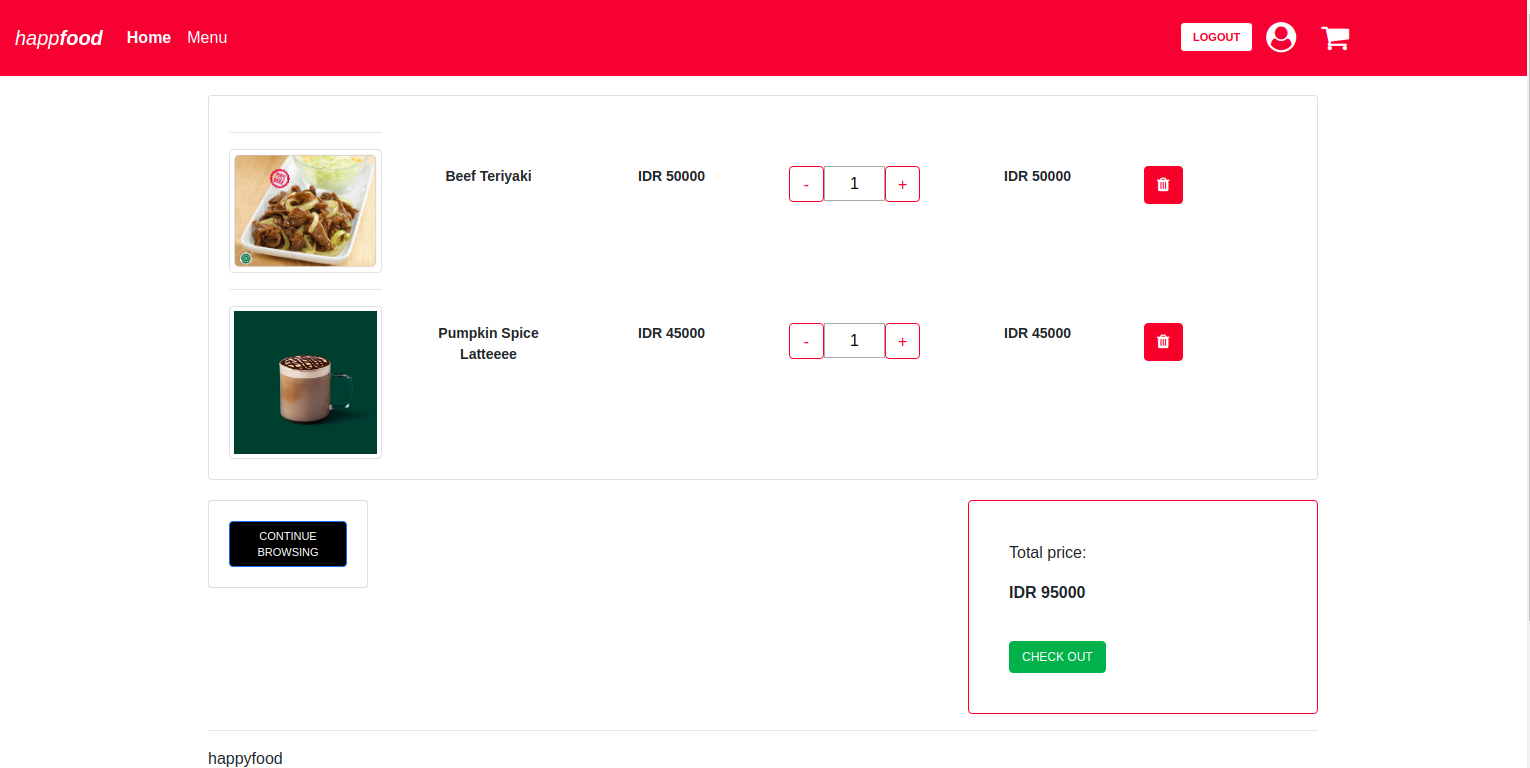 happfood Home Menu LOGOUT
Beef Teriyaki IDR 50000 - 1 + IDR 50000
Pumpkin Spice IDR 45000 - 1 + IDR 45000
Latteeee
CONTINUE
BROWSING
Total price:
IDR 95000
CHECK OUT
happyfood